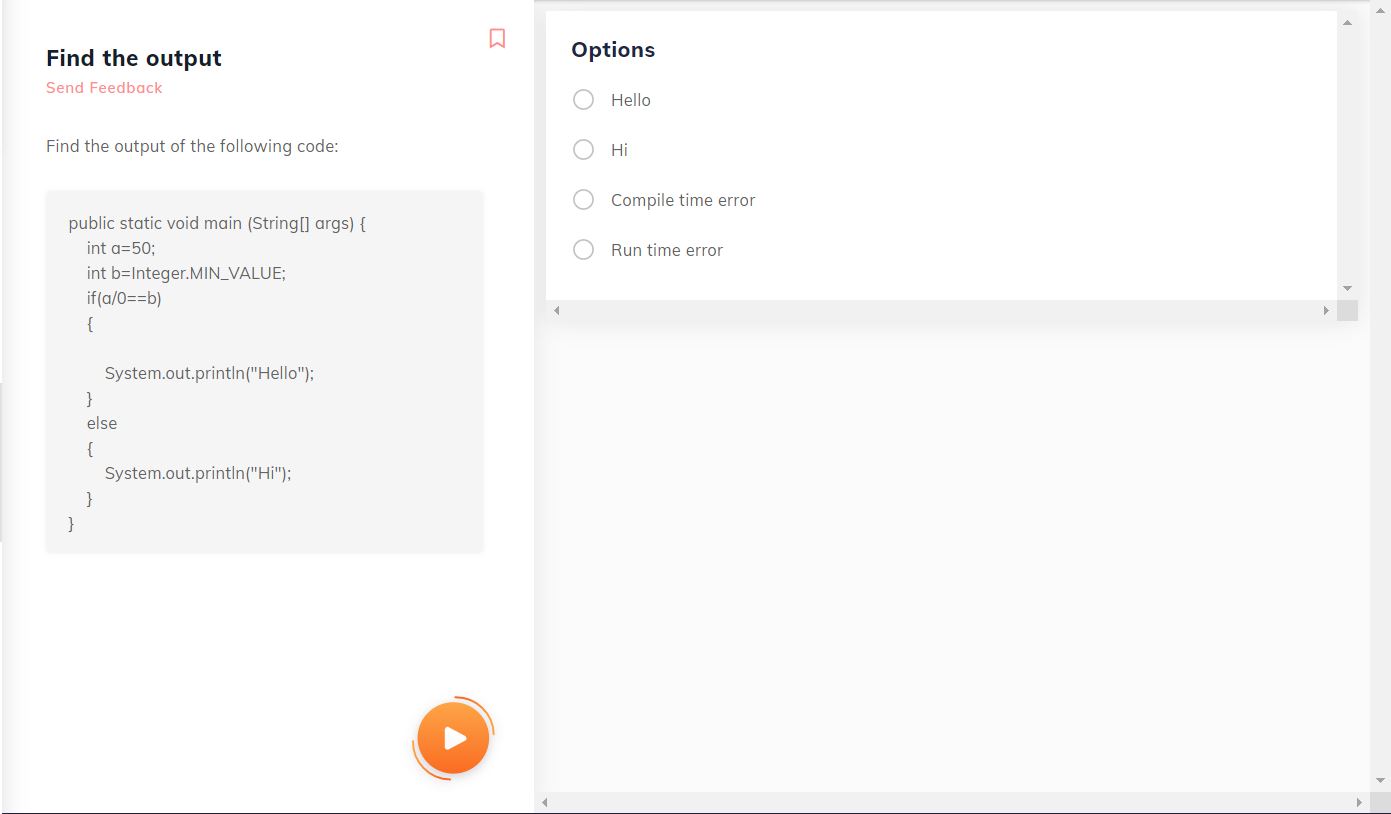 Find the output
Send Feedback
Find the output of the following code:
public static void main (String[] args) {
int a=50;
int b=Integer.MIN_VALUE;
if(a/0==b)
{
System.out.println("Hello");
}
else
{
System.out.println("Hi");
}
}
Options
Hello
Hi
Compile time error
Run time error